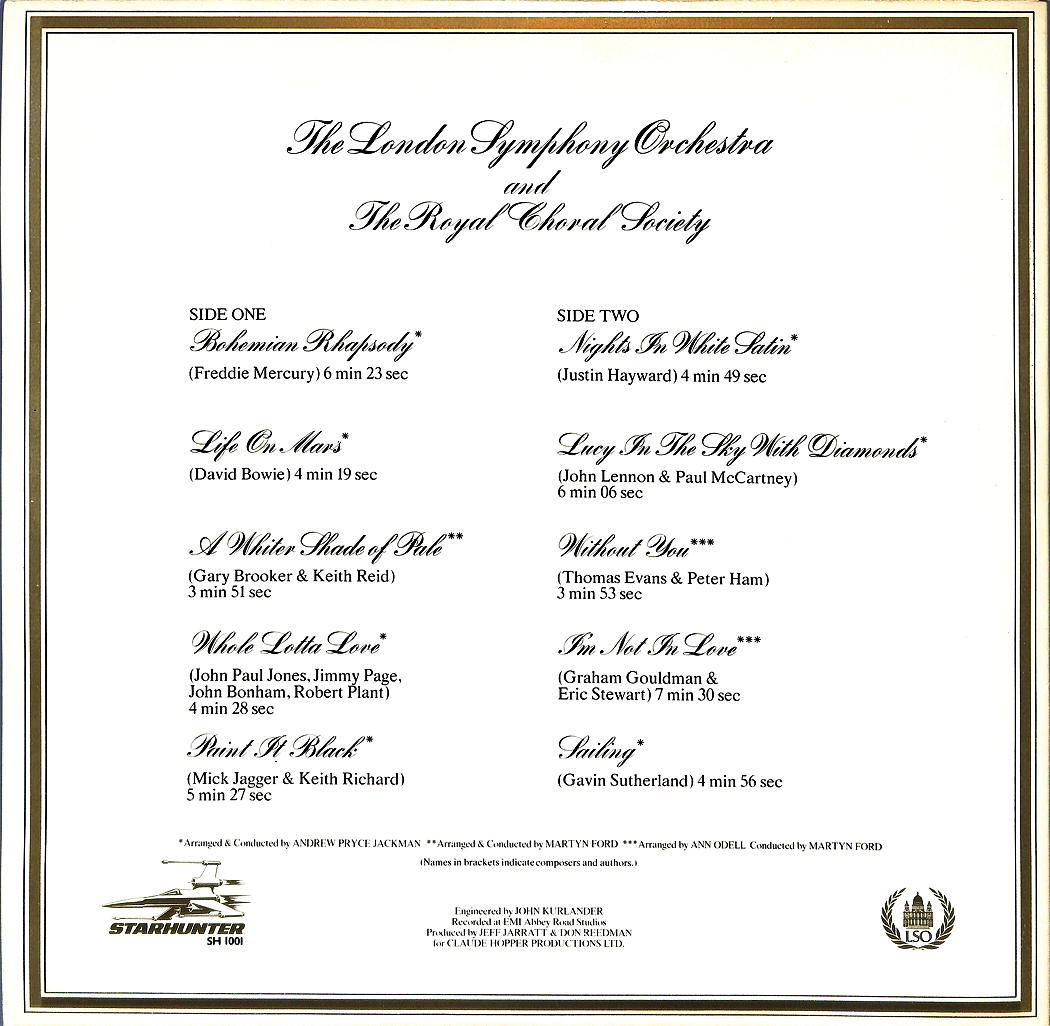 The London Symphony Orchestra
and
The Royal Choral Society
SIDE ONE
Bohemian Rhapsody*
(Freddie Mercury) 6 min 23 sec
Life On Mars*
(David Bowie) 4 min 19 sec
A Whiter Shade of Pale**
(Gary Brooker & Keith Reid)
3 min 51 sec
Whole Lotta Love*
(John Paul Jones, Jimmy Page,
John Bonham, Robert Plant)
4 min 28 sec
Paint It Black*
(Mick Jagger & Keith Richard)
5 min 27 sec
SIDE TWO
Nights In White Satin*
(Justin Hayward) 4 min 49 sec
Lucy In The Sky With Diamonds*
(John Lennon & Paul McCartney)
6 min 06 sec
Without You***
(Thomas Evans & Peter Ham)
3 min 53 sec
I'm Not In Love***
(Graham Gouldman &
Eric Stewart) 7 min 30 sec
Sailing*
(Gavin Sutherland) 4 min 56 sec
*Arranged & Conducted by ANDREW PRYCE JACKMAN **Arranged & Conducted by MARTYN FORD ***Arranged by ANN ODELL Conducted by MARTYN FORD
(Names in brackets indicate composers and authors.)
STARHUNTER
SH 1001
Engineered by JOHN KURLANDER
Recorded at EMI Abbey Road Studios
Produced by JEFF JARRATT & DON REEDMAN
for CLAUDE HOPPER PRODUCTIONS LTD.
LSO